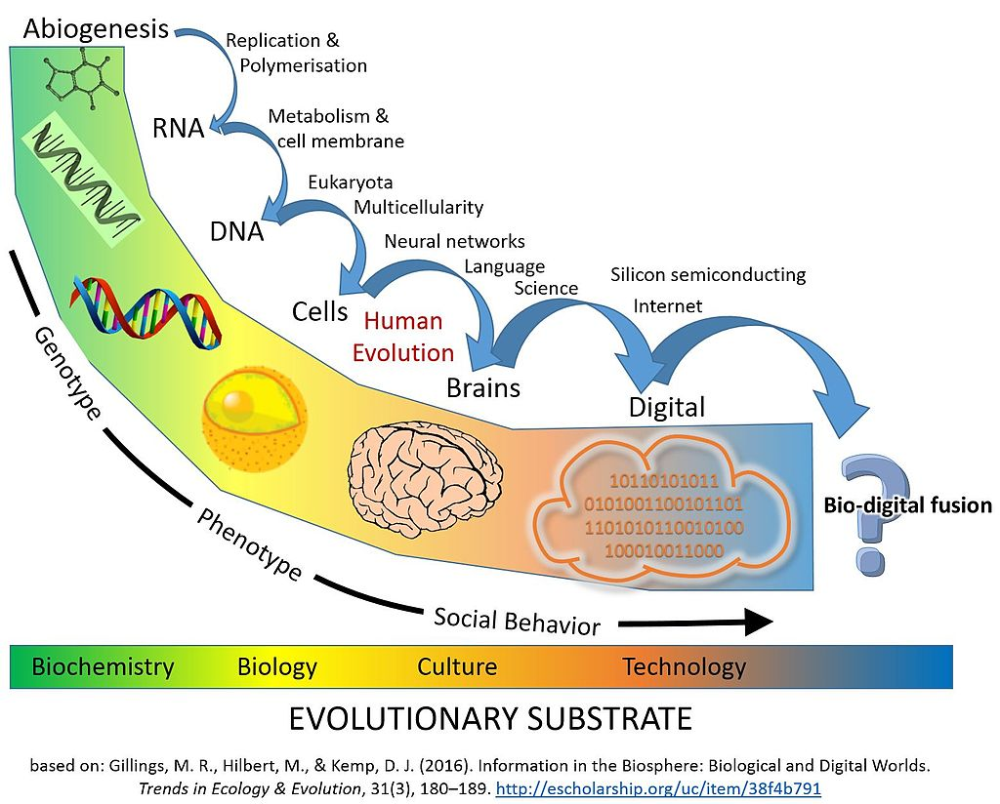 Abiogenesis
Replication &
Polymerisation
RNA
Metabolism &
cell membrane
DNA
Eukaryota
Multicellularity
Cells
Neural networks
Language
Science
Human
Evolution
Brains
Silicon semiconducting
Internet
Digital
10110101011
0101001100101101
1101010110010100
100010011000
?
Bio-digital fusion
Genotype
Phenotype
Social Behavior
Biochemistry
Biology
Culture
Technology
EVOLUTIONARY SUBSTRATE
based on: Gillings, M. R., Hilbert, M., & Kemp, D. J. (2016). Information in the Biosphere: Biological and Digital Worlds.
Trends in Ecology & Evolution, 31(3), 180–189. http://escholarship.org/uc/item/38f4b791